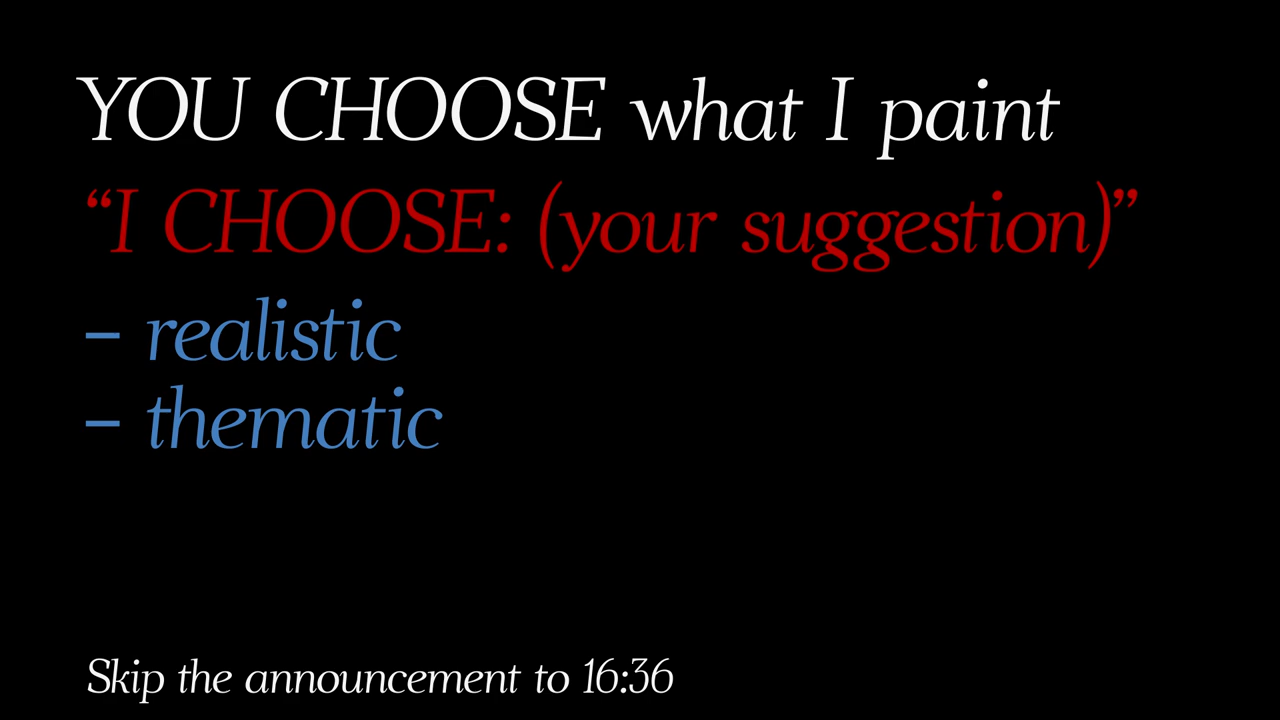 YOU CHOOSE what I paint
“I CHOOSE: (your suggestion)”
– realistic
– thematic
Skip the announcement to 16:36